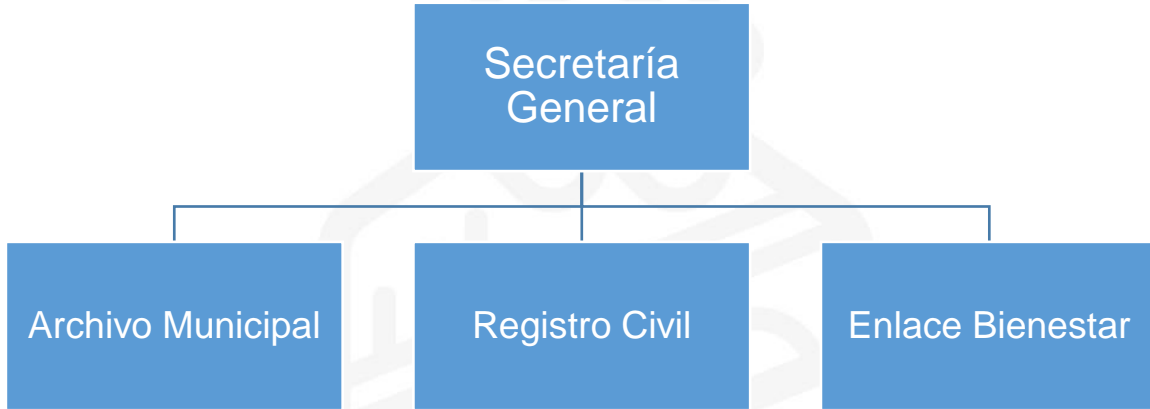 Secretaría
General
Archivo Municipal
Registro Civil
Enlace Bienestar